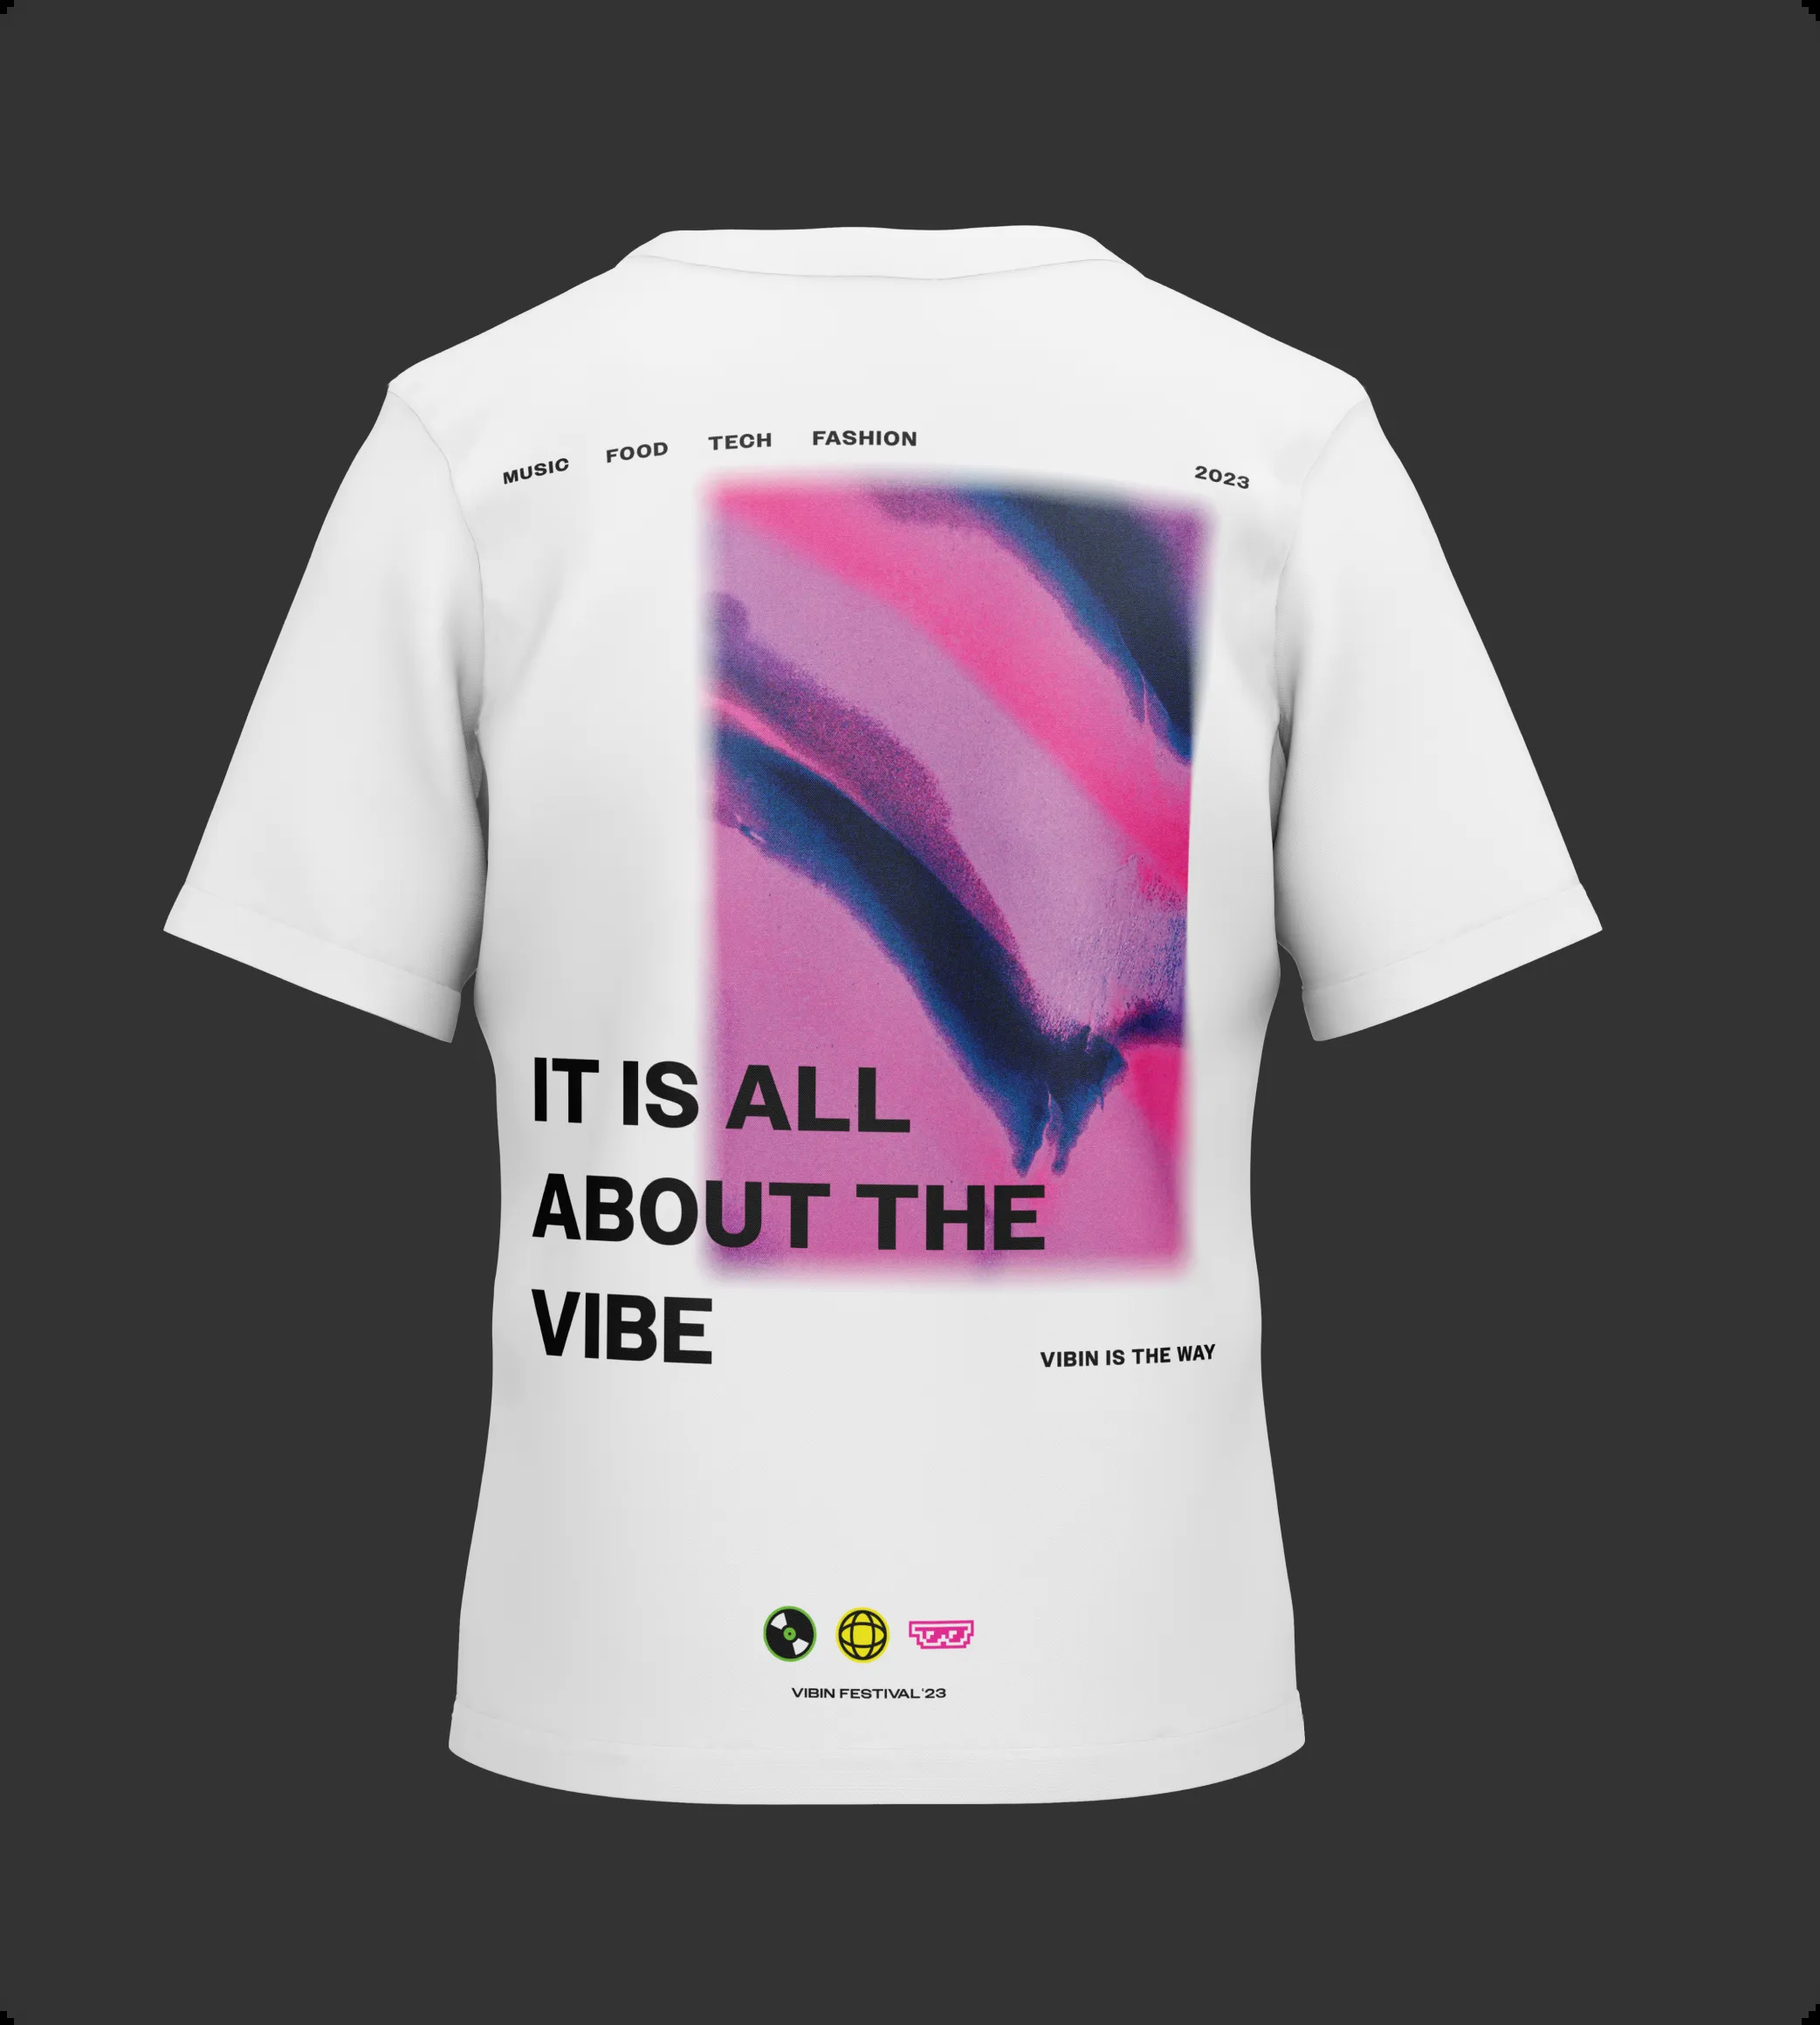 MUSIC FOOD TECH FASHION 2023
IT IS ALL
ABOUT THE
VIBE
VIBIN IS THE WAY
VIBIN FESTIVAL '23